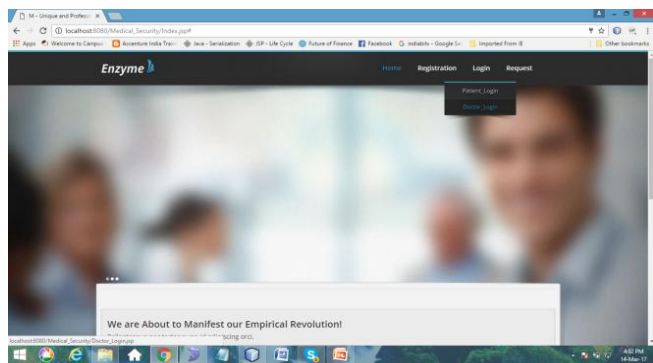 M - Unique and Profess
localhost:8080/Medical_Security/Index.jsp#
Apps Welcome to Campus Accenture India Trai Java - Serialization JSP - Life Cycle Future of Finance Facebook indiabix - Google Se Imported From IE Other bookmarks
Enzyme
Home Registration Login Request
Patient_Login
Doctor_Login
We are About to Manifest our Empirical Revolution!
localhost:8080/Medical_Security/Doctor_Login.jsp
4:02 PM
14-Mar-17